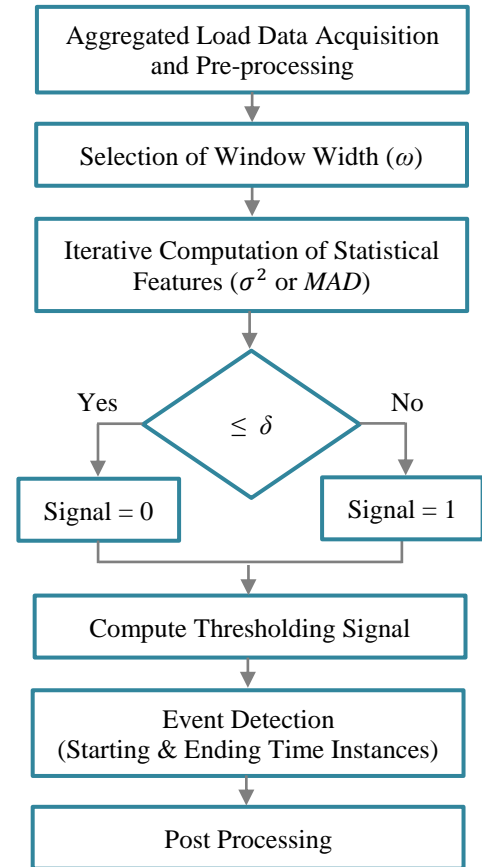 Aggregated Load Data Acquisition
and Pre-processing
Selection of Window Width (ω)
Iterative Computation of Statistical
Features (σ² or MAD)
Yes
No
≤ δ
Signal = 0
Signal = 1
Compute Thresholding Signal
Event Detection
(Starting & Ending Time Instances)
Post Processing